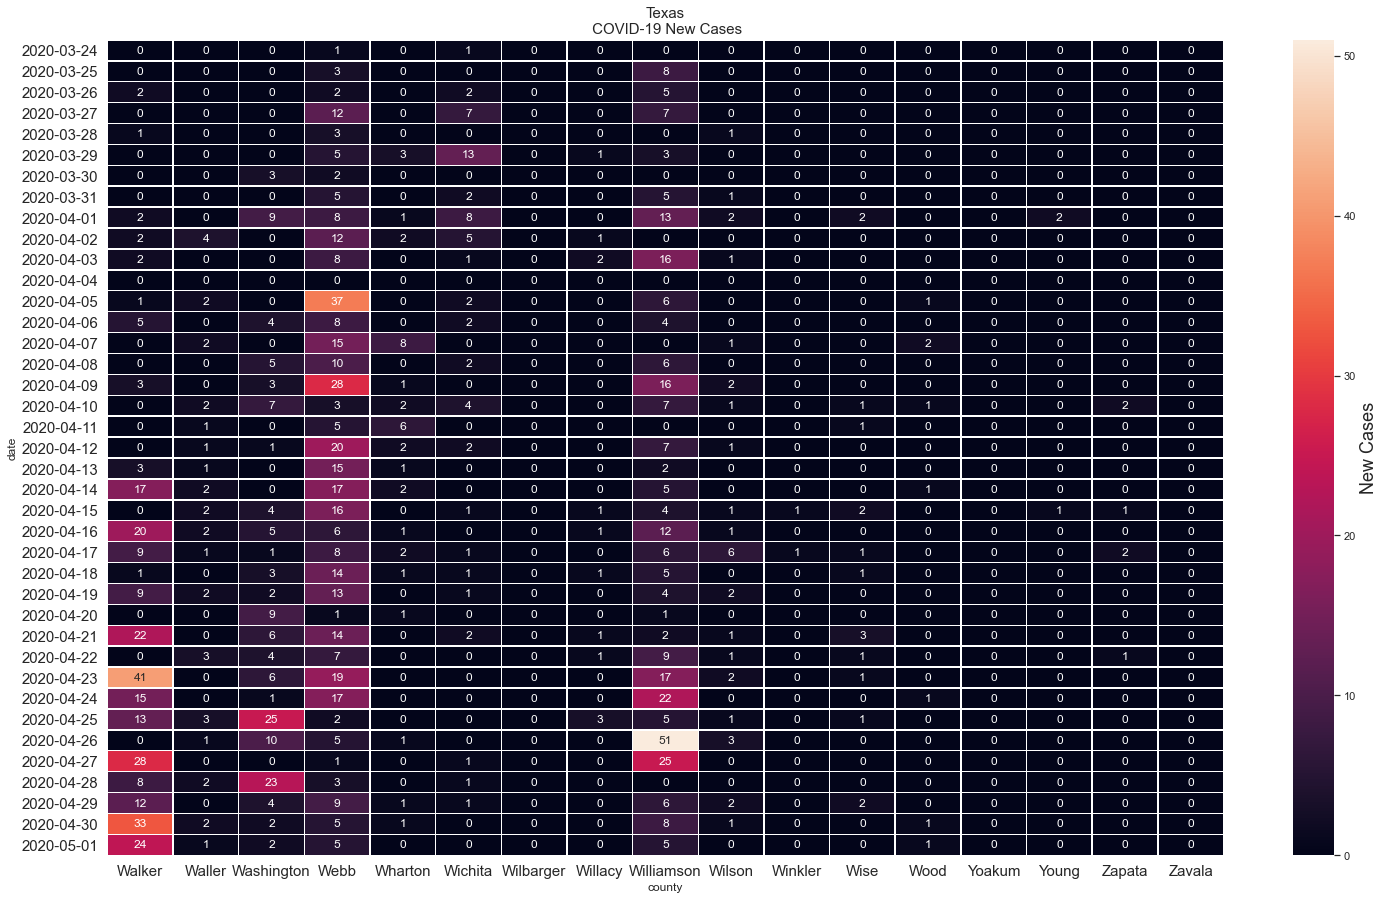 Texas
COVID-19 New Cases
2020-03-24 0 0 0 1 0 1 0 0 0 0 0 0 0 0 0 0 0
2020-03-25 0 0 0 3 0 0 0 0 8 0 0 0 0 0 0 0 0
2020-03-26 2 0 0 2 0 2 0 0 5 0 0 0 0 0 0 0 0
2020-03-27 0 0 0 12 0 7 0 0 7 0 0 0 0 0 0 0 0
2020-03-28 1 0 0 3 0 0 0 0 0 1 0 0 0 0 0 0 0
2020-03-29 0 0 0 5 3 13 0 1 3 0 0 0 0 0 0 0 0
2020-03-30 0 0 3 2 0 0 0 0 0 0 0 0 0 0 0 0 0
2020-03-31 0 0 0 5 0 2 0 0 5 1 0 0 0 0 0 0 0
2020-04-01 2 0 9 8 1 8 0 0 13 2 0 2 0 0 2 0 0
2020-04-02 2 4 0 12 2 5 0 1 0 0 0 0 0 0 0 0 0
2020-04-03 2 0 0 8 0 1 0 2 16 1 0 0 0 0 0 0 0
2020-04-04 0 0 0 0 0 0 0 0 0 0 0 0 0 0 0 0 0
2020-04-05 1 2 0 37 0 2 0 0 6 0 0 0 1 0 0 0 0
2020-04-06 5 0 4 8 0 2 0 0 4 0 0 0 0 0 0 0 0
2020-04-07 0 2 0 15 8 0 0 0 0 1 0 0 2 0 0 0 0
2020-04-08 0 0 5 10 0 2 0 0 6 0 0 0 0 0 0 0 0
2020-04-09 3 0 3 28 1 0 0 0 16 2 0 0 0 0 0 0 0
2020-04-10 0 2 7 3 2 4 0 0 7 1 0 1 1 0 0 2 0
2020-04-11 0 1 0 5 6 0 0 0 0 0 0 1 0 0 0 0 0
2020-04-12 0 1 1 20 2 2 0 0 7 1 0 0 0 0 0 0 0
2020-04-13 3 1 0 15 1 0 0 0 2 0 0 0 0 0 0 0 0
2020-04-14 17 2 0 17 2 0 0 0 5 0 0 0 1 0 0 0 0
2020-04-15 0 2 4 16 0 1 0 1 4 1 1 2 0 0 1 1 0
2020-04-16 20 2 5 6 1 0 0 1 12 1 0 0 0 0 0 0 0
2020-04-17 9 1 1 8 2 1 0 0 6 6 1 1 0 0 0 2 0
2020-04-18 1 0 3 14 1 1 0 1 5 0 0 1 0 0 0 0 0
2020-04-19 9 2 2 13 0 1 0 0 4 2 0 0 0 0 0 0 0
2020-04-20 0 0 9 1 1 0 0 0 1 0 0 0 0 0 0 0 0
2020-04-21 22 0 6 14 0 2 0 1 2 1 0 3 0 0 0 0 0
2020-04-22 0 3 4 7 0 0 0 1 9 1 0 1 0 0 0 1 0
2020-04-23 41 0 6 19 0 0 0 0 17 2 0 1 0 0 0 0 0
2020-04-24 15 0 1 17 0 0 0 0 22 0 0 0 1 0 0 0 0
2020-04-25 13 3 25 2 0 0 0 3 5 1 0 1 0 0 0 0 0
2020-04-26 0 1 10 5 1 0 0 0 51 3 0 0 0 0 0 0 0
2020-04-27 28 0 0 1 0 1 0 0 25 0 0 0 0 0 0 0 0
2020-04-28 8 2 23 3 0 1 0 0 0 0 0 0 0 0 0 0 0
2020-04-29 12 0 4 9 1 1 0 0 6 2 0 2 0 0 0 0 0
2020-04-30 33 2 2 5 1 0 0 0 8 1 0 0 1 0 0 0 0
2020-05-01 24 1 2 5 0 0 0 0 5 0 0 0 1 0 0 0 0
Walker Waller Washington Webb Wharton Wichita Wilbarger Willacy Williamson Wilson Winkler Wise Wood Yoakum Young Zapata Zavala
county
date
50
40
30
20
10
0
New Cases